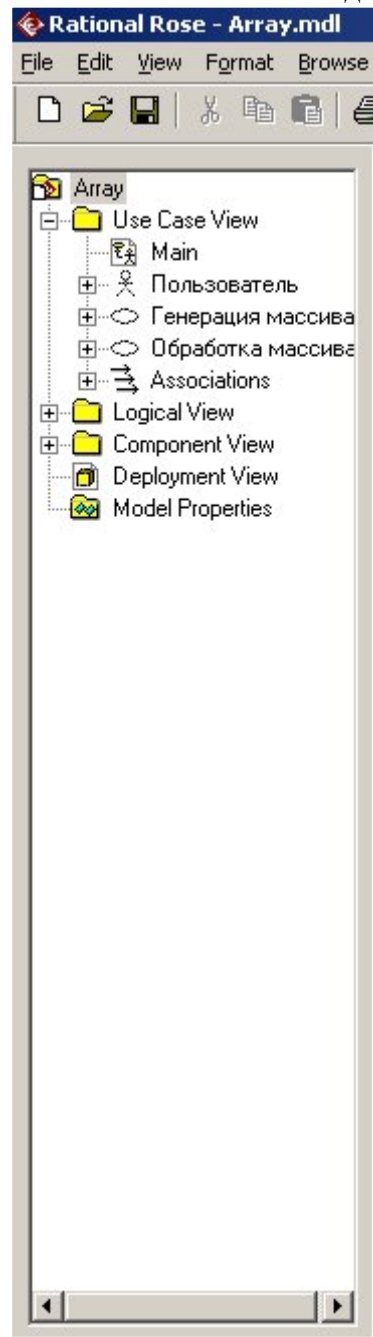 Rational Rose - Array.mdl
File Edit View Format Browse
Array
Use Case View
Main
Пользователь
Генерация массива
Обработка массива
Associations
Logical View
Component View
Deployment View
Model Properties